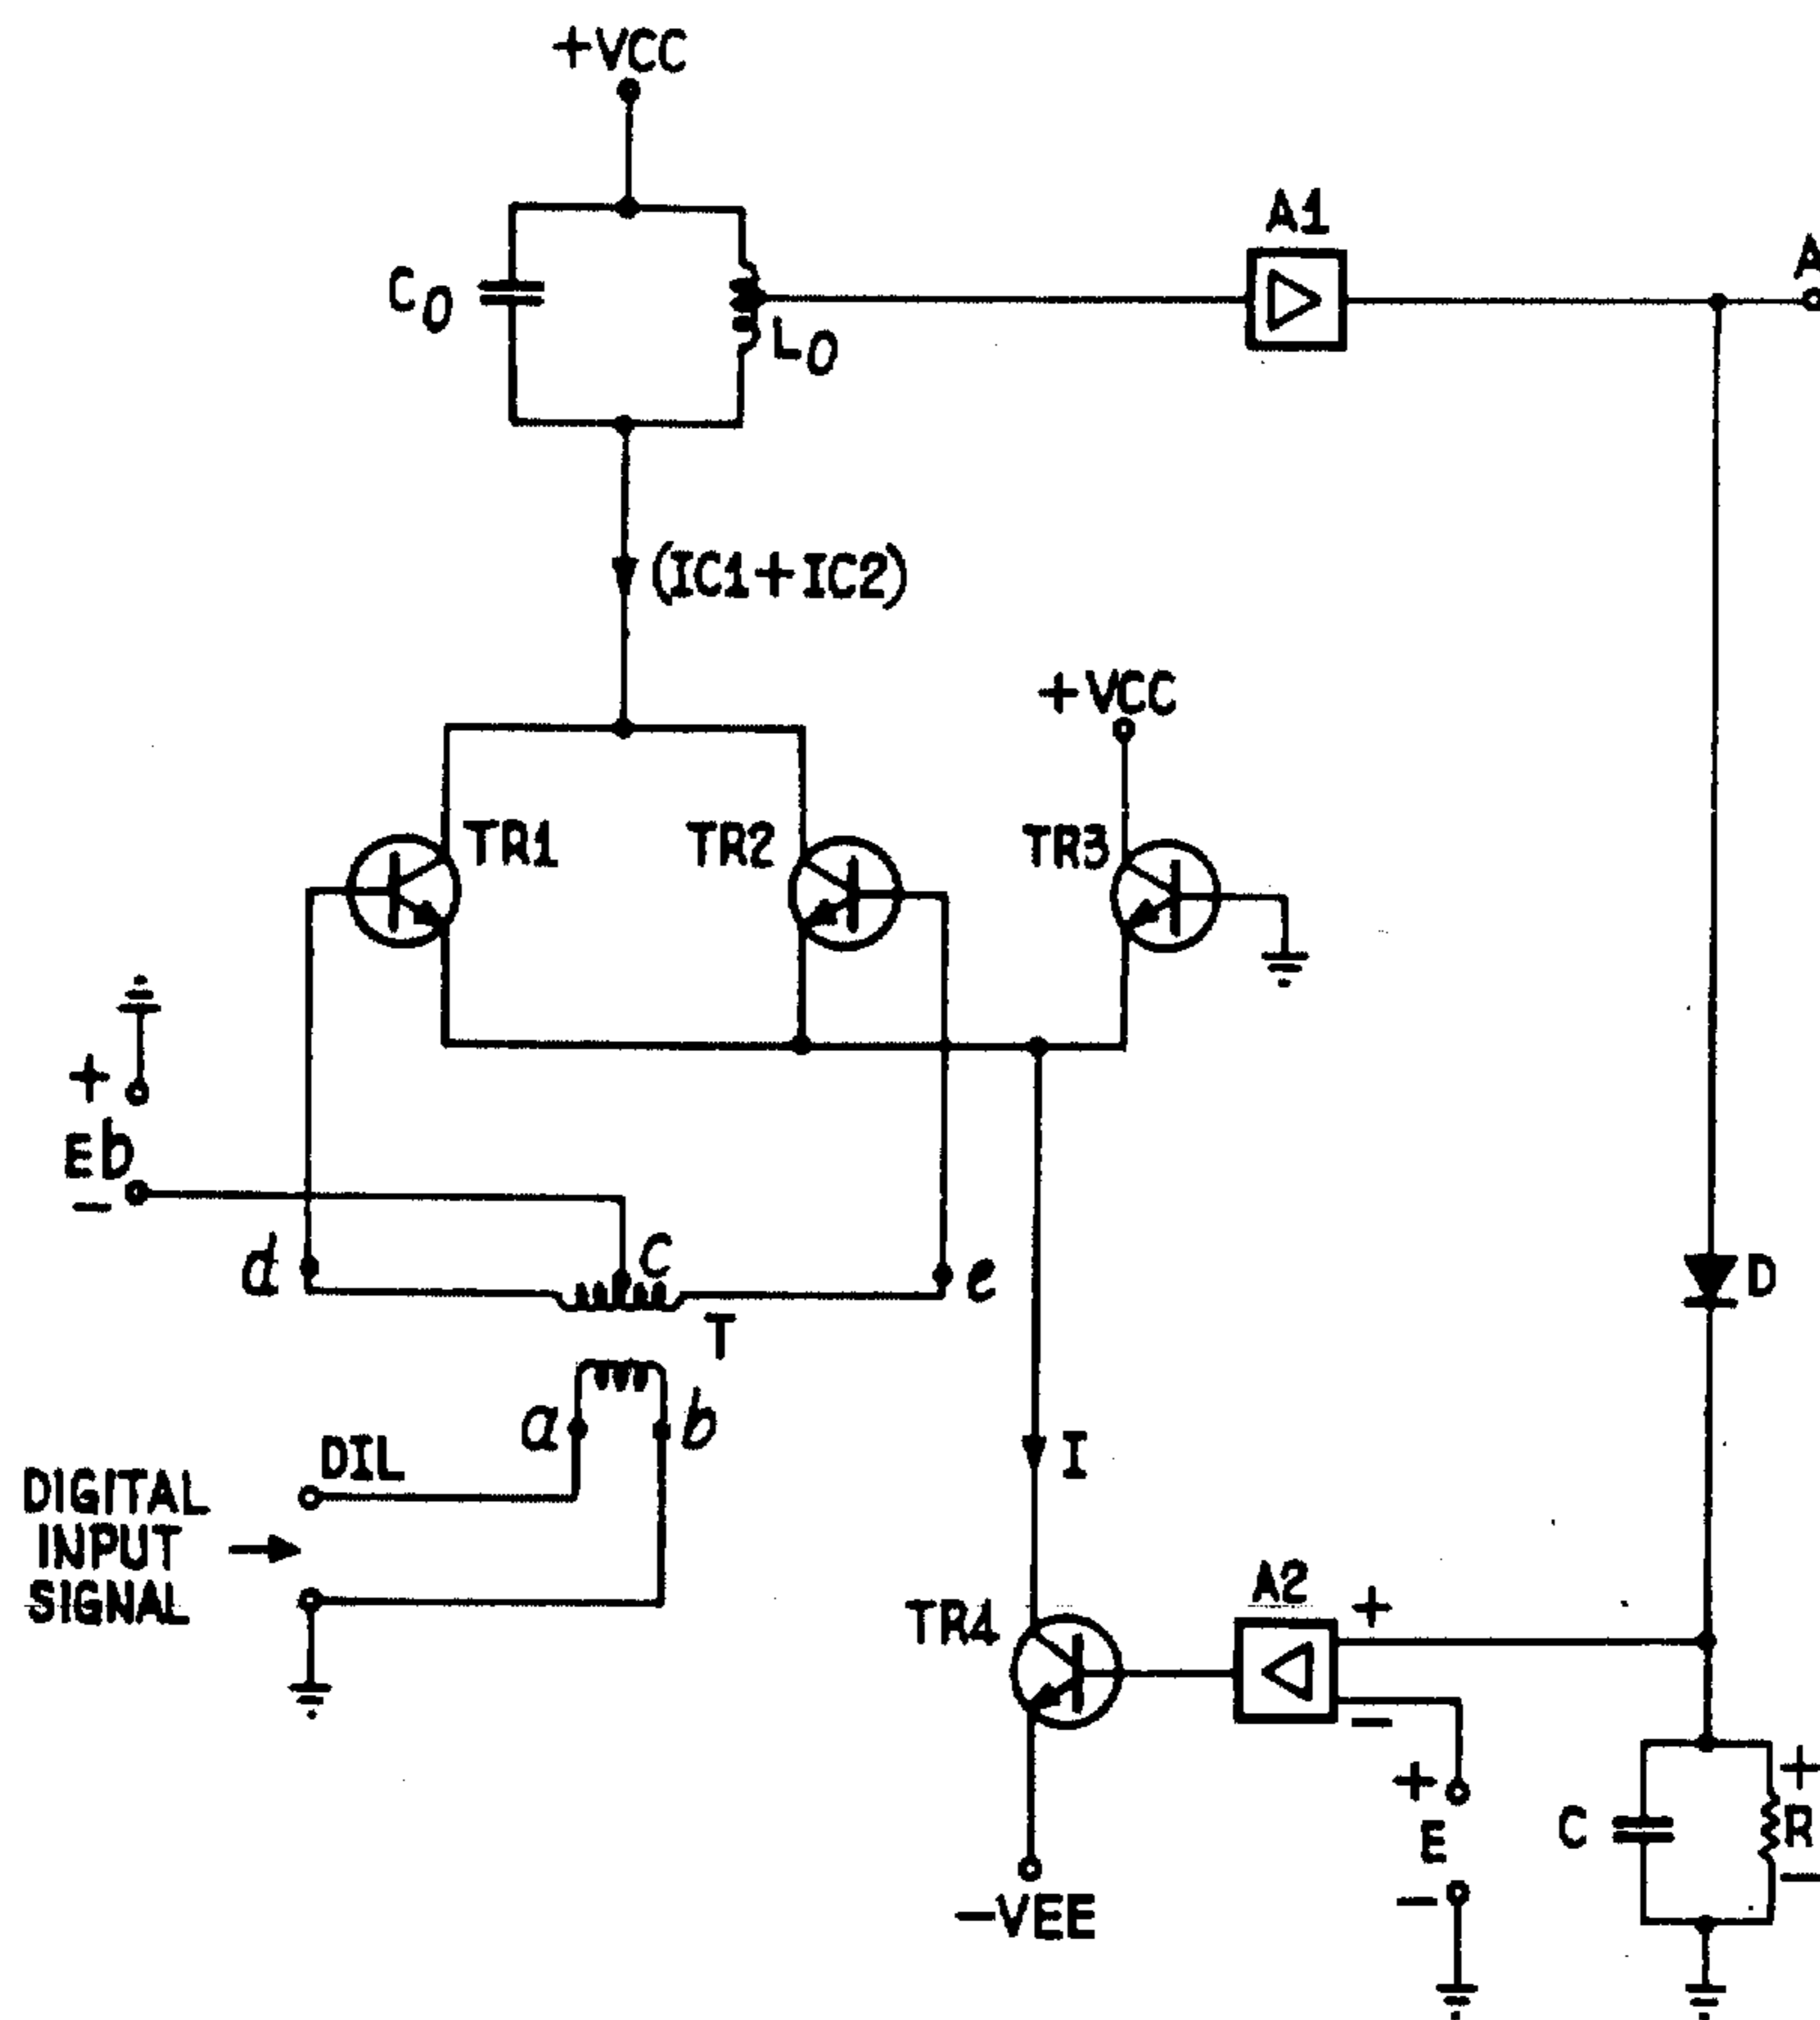 +VCC
A1
A
C0
L0
(IC1+IC2)
+VCC
TR1
TR2
TR3
+
Eb
-
d
c
e
D
T
a
b
DIL
DIGITAL
INPUT
SIGNAL
I
A2
+
TR4
-
+
E
-
C
+
R
-
-VEE